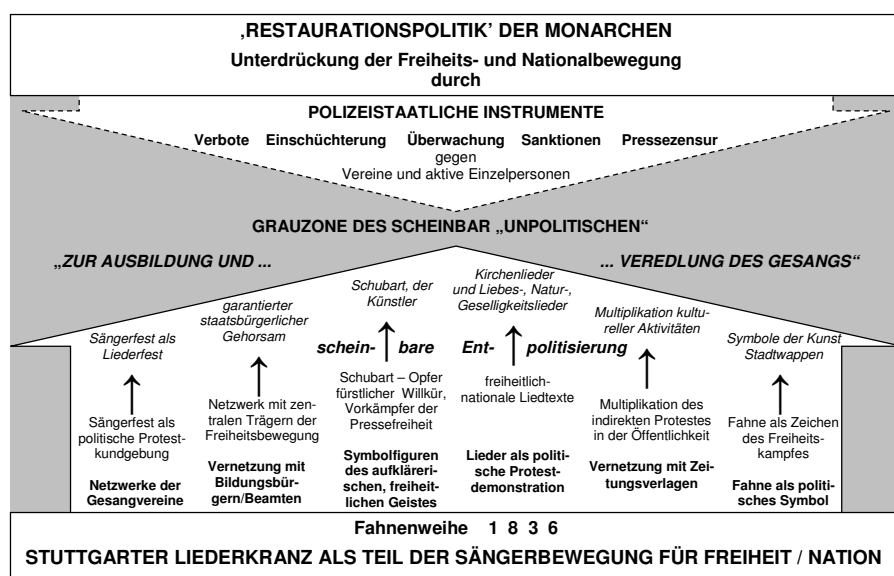 ‚RESTAURATIONSPOLITIK’ DER MONARCHEN
Unterdrückung der Freiheits- und Nationalbewegung
durch
POLIZEISTAATLICHE INSTRUMENTE
Verbote Einschüchterung Überwachung Sanktionen Pressezensur
gegen
Vereine und aktive Einzelpersonen
GRAUZONE DES SCHEINBAR „UNPOLITISCHEN“
„ZUR AUSBILDUNG UND ...
... VEREDLUNG DES GESANGS“
Sängerfest als
Liederfest
garantierter
staatsbürgerlicher
Gehorsam
Schubart, der
Künstler
Kirchenlieder
und Liebes-, Natur-,
Geselligkeitslieder
Multiplikation kultu-
reller Aktivitäten
Symbole der Kunst
Stadtwappen
schein- bare Ent- politisierung
Sängerfest als
politische Protest-
kundgebung
Netzwerk mit zen-
tralen Trägern der
Freiheitsbewegung
Schubart – Opfer
fürstlicher Willkür,
Vorkämpfer der
Pressefreiheit
freiheitlich-
nationale Liedtexte
Multiplikation des
indirekten Protestes
in der Öffentlichkeit
Fahne als Zeichen
des Freiheits-
kampfes
Netzwerke der
Gesangvereine
Vernetzung mit
Bildungsbür-
gern/Beamten
Symbolfiguren
des aufkläreri-
schen, freiheit-
lichen Geistes
Lieder als politi-
sche Protest-
demonstration
Vernetzung mit Zei-
tungsverlagen
Fahne als politi-
sches Symbol
Fahnenweihe 1 8 3 6
STUTTGARTER LIEDERKRANZ ALS TEIL DER SÄNGERBEWEGUNG FÜR FREIHEIT / NATION